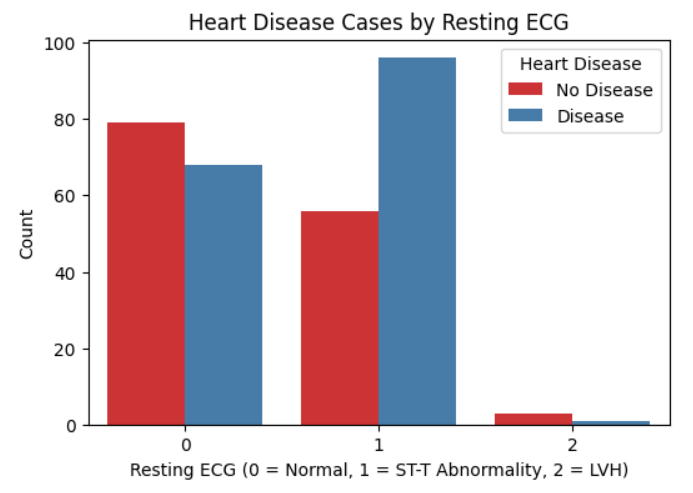 Heart Disease Cases by Resting ECG
Heart Disease
No Disease
Disease
Count
100
80
60
40
20
0
0 1 2
Resting ECG (0 = Normal, 1 = ST-T Abnormality, 2 = LVH)